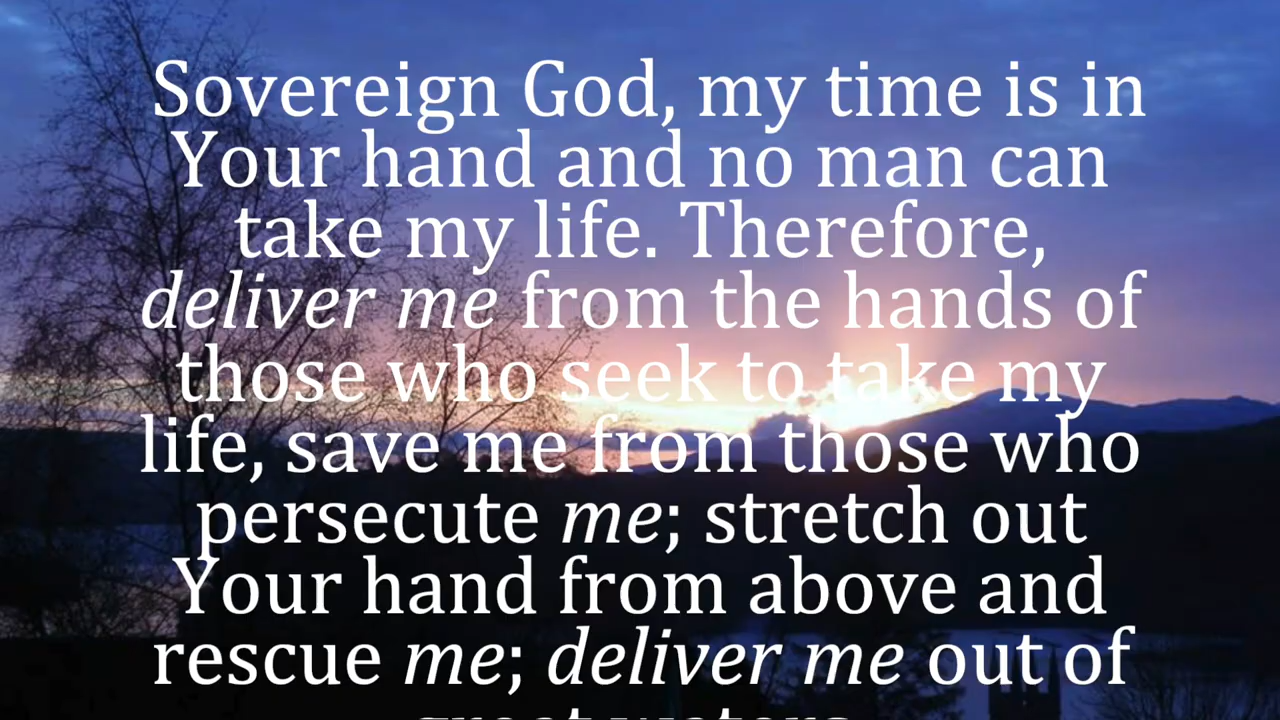 Sovereign God, my time is in
Your hand and no man can
take my life. Therefore,
deliver me from the hands of
those who seek to take my
life, save me from those who
persecute me; stretch out
Your hand from above and
rescue me; deliver me out of
great waters